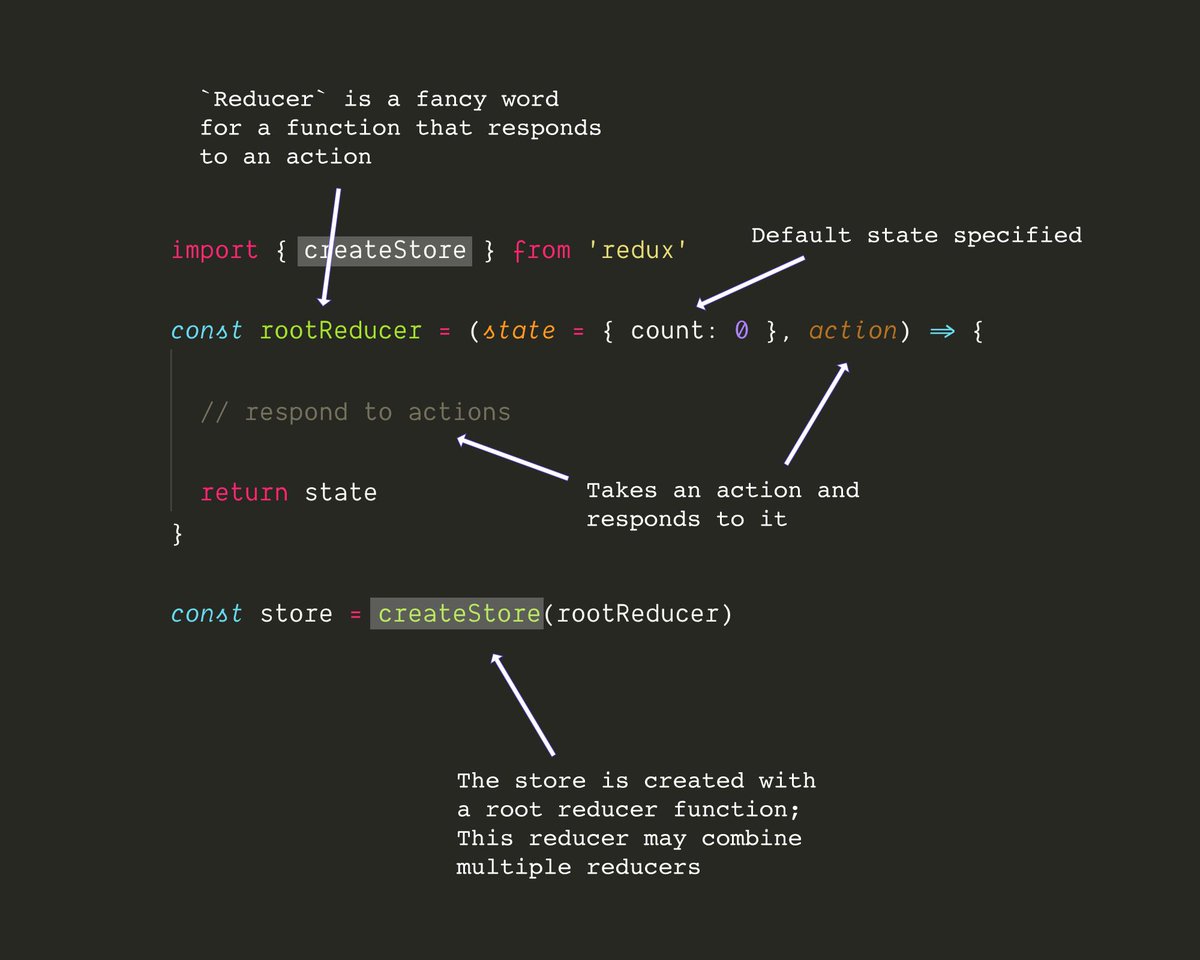 `Reducer` is a fancy word
for a function that responds
to an action
import { createStore } from 'redux'
Default state specified
const rootReducer = (state = { count: 0 }, action) => {
// respond to actions
return state
Takes an action and
responds to it
}
const store = createStore(rootReducer)
The store is created with
a root reducer function;
This reducer may combine
multiple reducers